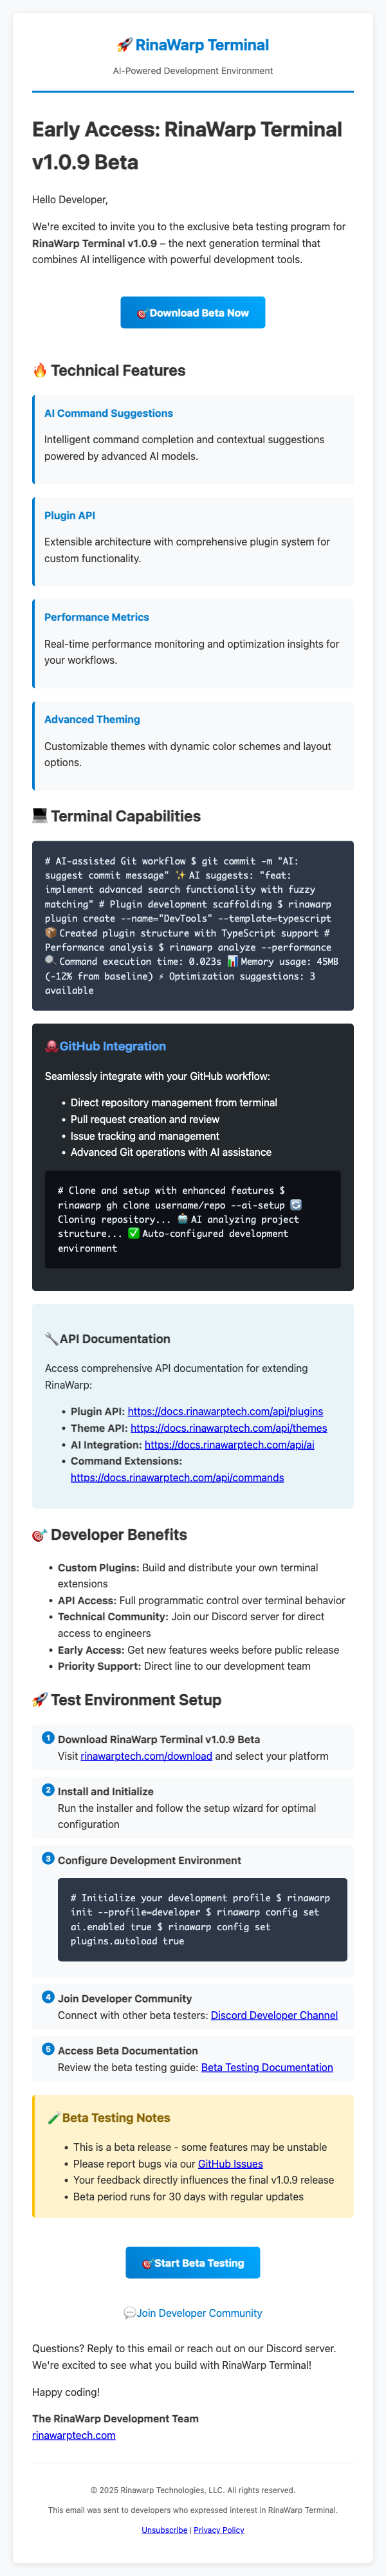 🚀 RinaWarp Terminal
AI-Powered Development Environment
Early Access: RinaWarp Terminal
v1.0.9 Beta
Hello Developer,
We're excited to invite you to the exclusive beta testing program for
RinaWarp Terminal v1.0.9 – the next generation terminal that
combines AI intelligence with powerful development tools.
🎯 Download Beta Now
🔥 Technical Features
AI Command Suggestions
Intelligent command completion and contextual suggestions
powered by advanced AI models.
Plugin API
Extensible architecture with comprehensive plugin system for
custom functionality.
Performance Metrics
Real-time performance monitoring and optimization insights for
your workflows.
Advanced Theming
Customizable themes with dynamic color schemes and layout
options.
💻 Terminal Capabilities
# AI-assisted Git workflow $ git commit -m "AI:
suggest commit message" ✨ AI suggests: "feat:
implement advanced search functionality with fuzzy
matching" # Plugin development scaffolding $ rinawarp
plugin create --name="DevTools" --template=typescript
📦 Created plugin structure with TypeScript support #
Performance analysis $ rinawarp analyze --performance
🔍 Command execution time: 0.023s 📊 Memory usage: 45MB
(-12% from baseline) ⚡ Optimization suggestions: 3
available
🐙 GitHub Integration
Seamlessly integrate with your GitHub workflow:
• Direct repository management from terminal
• Pull request creation and review
• Issue tracking and management
• Advanced Git operations with AI assistance
# Clone and setup with enhanced features $
rinawarp gh clone username/repo --ai-setup 🔄
Cloning repository... 🤖 AI analyzing project
structure... ✅ Auto-configured development
environment
🔧 API Documentation
Access comprehensive API documentation for extending
RinaWarp:
• Plugin API: https://docs.rinawarptech.com/api/plugins
• Theme API: https://docs.rinawarptech.com/api/themes
• AI Integration: https://docs.rinawarptech.com/api/ai
• Command Extensions:
https://docs.rinawarptech.com/api/commands
🎯 Developer Benefits
• Custom Plugins: Build and distribute your own terminal
extensions
• API Access: Full programmatic control over terminal behavior
• Technical Community: Join our Discord server for direct
access to engineers
• Early Access: Get new features weeks before public release
• Priority Support: Direct line to our development team
🚀 Test Environment Setup
1 Download RinaWarp Terminal v1.0.9 Beta
Visit rinawarptech.com/download and select your platform
2 Install and Initialize
Run the installer and follow the setup wizard for optimal
configuration
3 Configure Development Environment
# Initialize your development profile $ rinawarp
init --profile=developer $ rinawarp config set
ai.enabled true $ rinawarp config set
plugins.autoload true
4 Join Developer Community
Connect with other beta testers: Discord Developer Channel
5 Access Beta Documentation
Review the beta testing guide: Beta Testing Documentation
🧪 Beta Testing Notes
• This is a beta release - some features may be unstable
• Please report bugs via our GitHub Issues
• Your feedback directly influences the final v1.0.9 release
• Beta period runs for 30 days with regular updates
🎯 Start Beta Testing
💬 Join Developer Community
Questions? Reply to this email or reach out on our Discord server.
We're excited to see what you build with RinaWarp Terminal!
Happy coding!
The RinaWarp Development Team
rinawarptech.com
© 2025 Rinawarp Technologies, LLC. All rights reserved.
This email was sent to developers who expressed interest in RinaWarp Terminal.
Unsubscribe | Privacy Policy